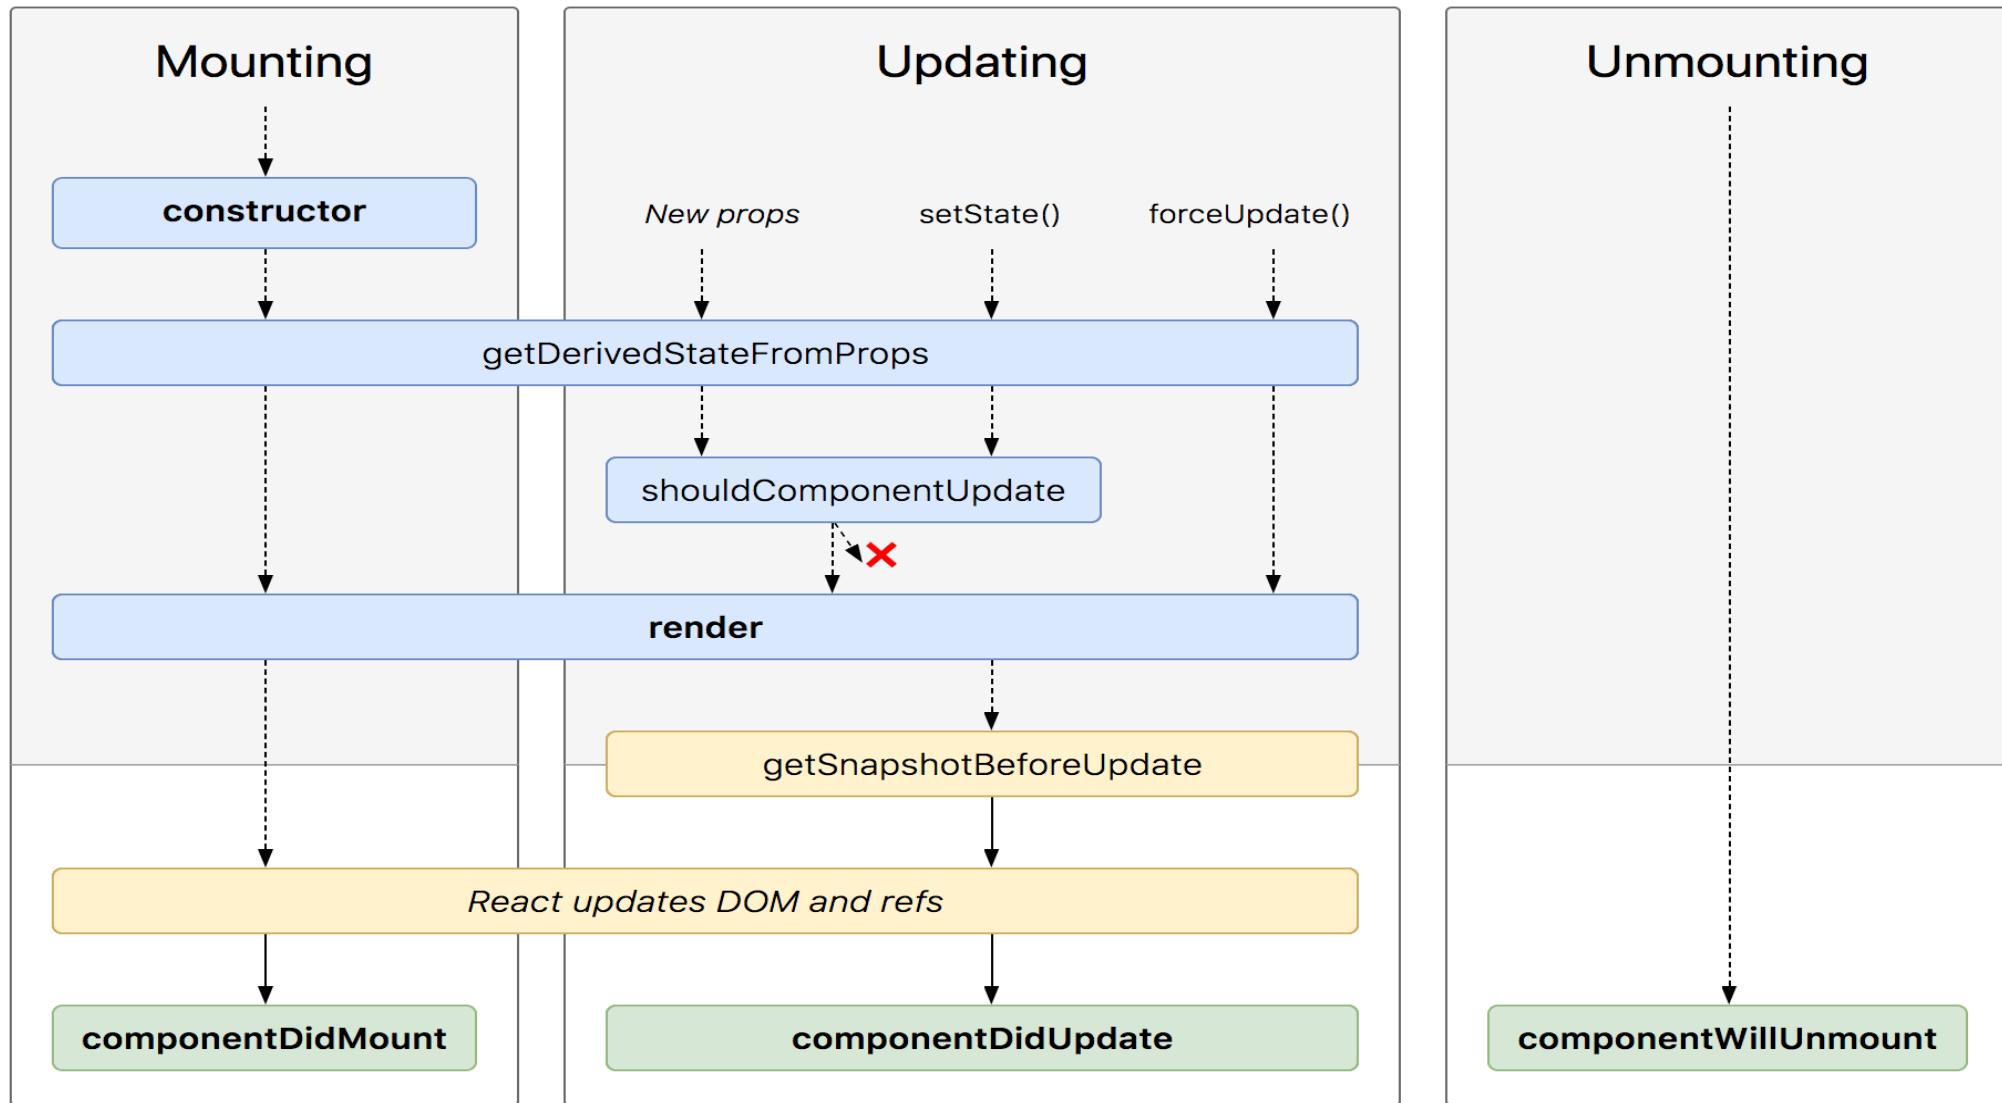 Mounting
Updating
Unmounting
constructor
New props
setState()
forceUpdate()
getDerivedStateFromProps
shouldComponentUpdate
render
getSnapshotBeforeUpdate
React updates DOM and refs
componentDidMount
componentDidUpdate
componentWillUnmount